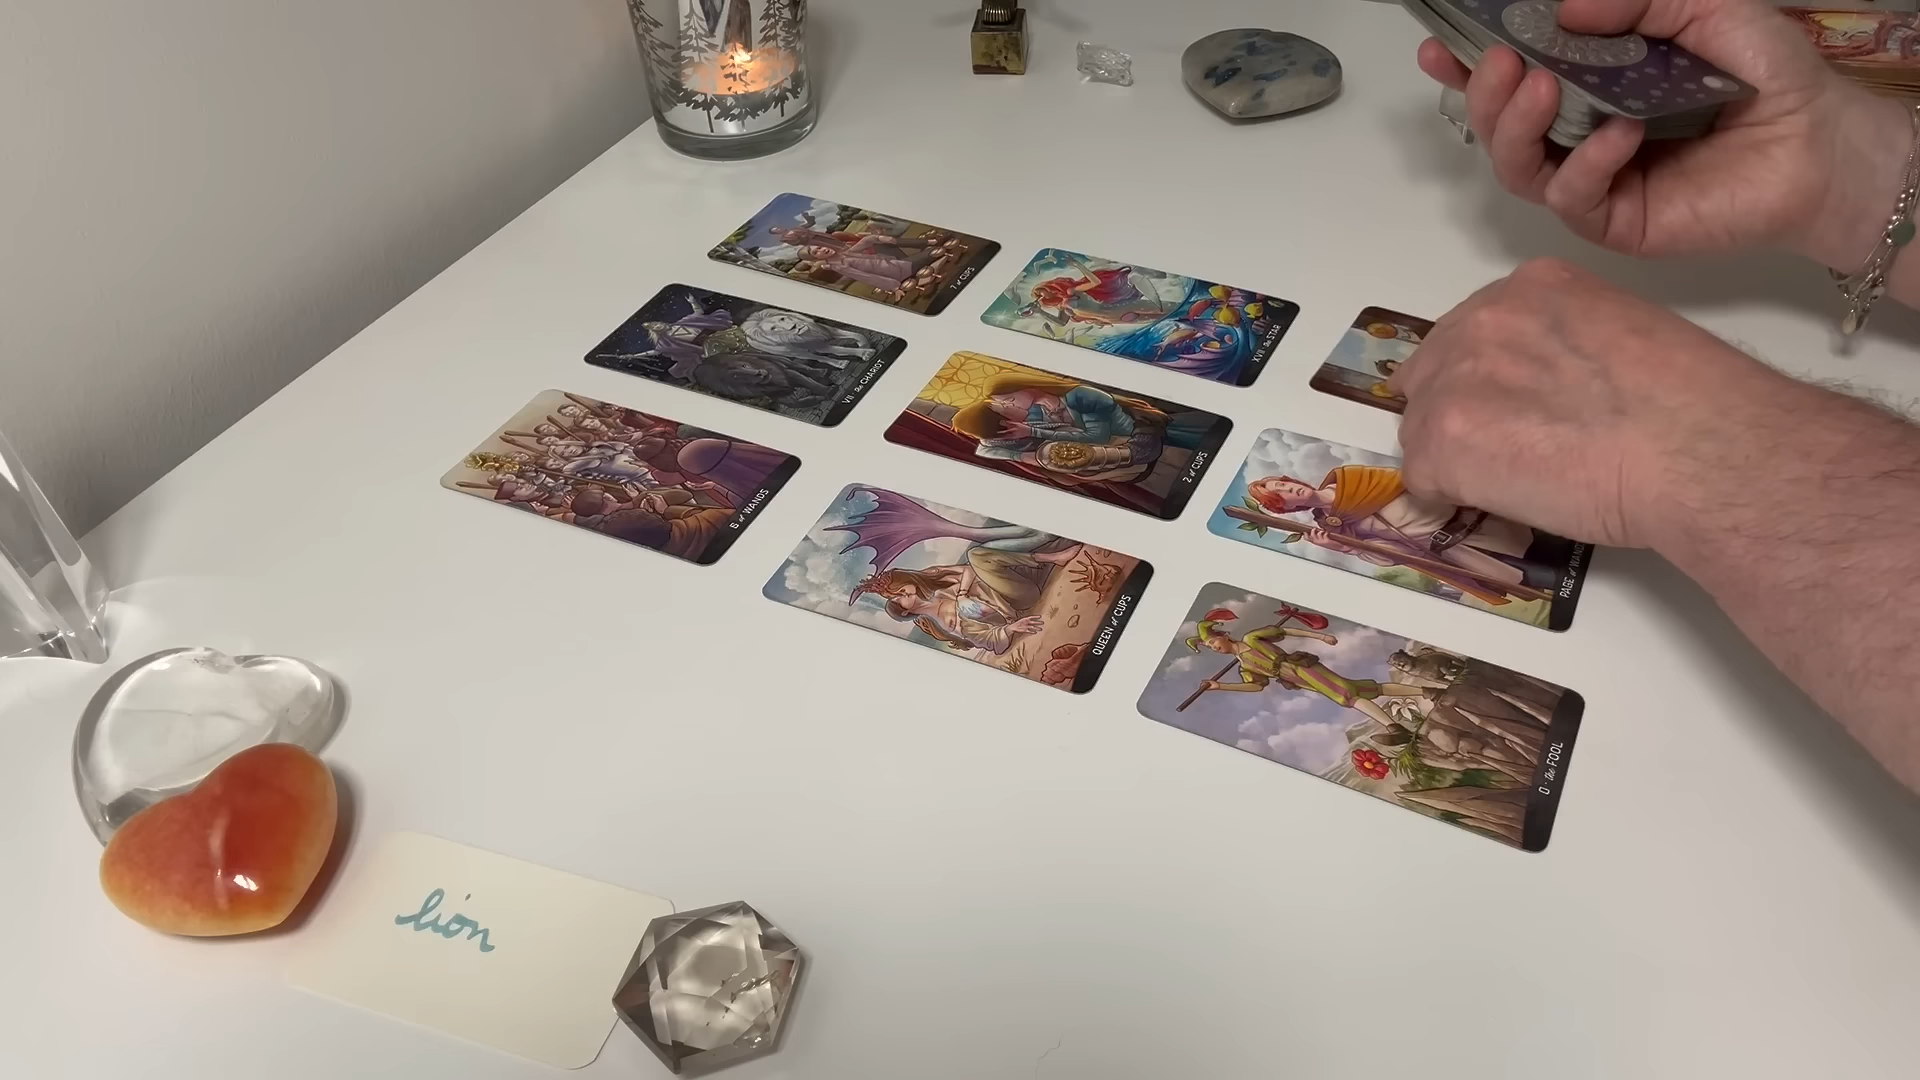 7 of CUPS
XVII · the STAR
VII · the CHARIOT
2 of CUPS
PAGE of WAND
5 of WANDS
QUEEN of CUPS
0 · the FOOL
lion